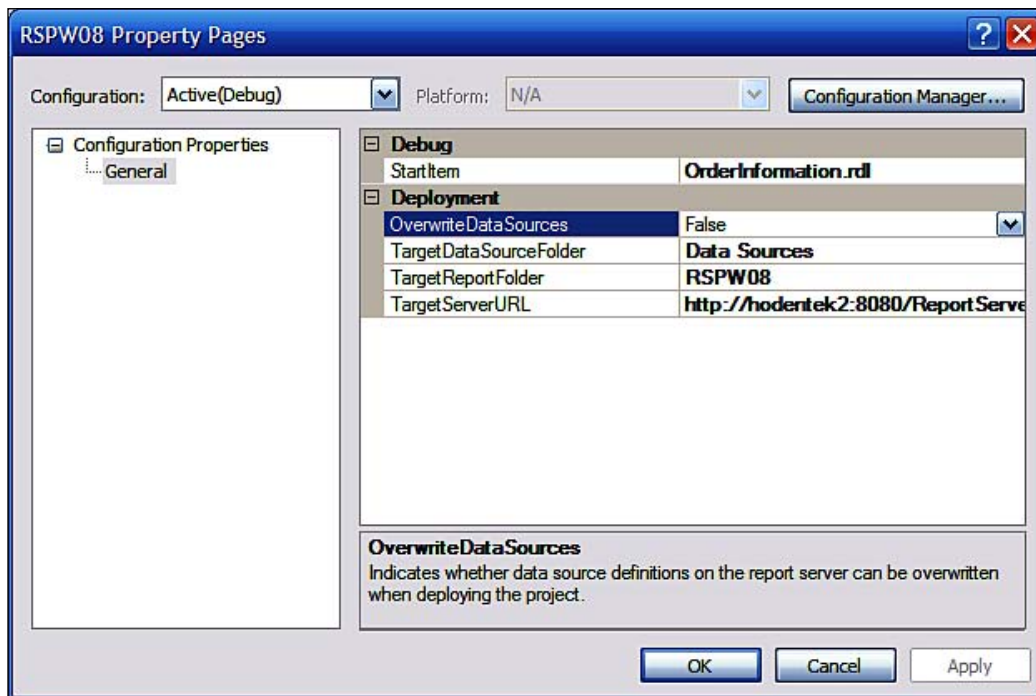 RSPW08 Property Pages
Configuration: Active(Debug) Platform: N/A Configuration Manager...
Configuration Properties
General
Debug
StartItem OrderInformation.rdl
Deployment
OverwriteDataSources False
TargetDataSourceFolder Data Sources
TargetReportFolder RSPW08
TargetServerURL http://hodentek2:8080/ReportServe
OverwriteDataSources
Indicates whether data source definitions on the report server can be overwritten
when deploying the project.
OK Cancel Apply